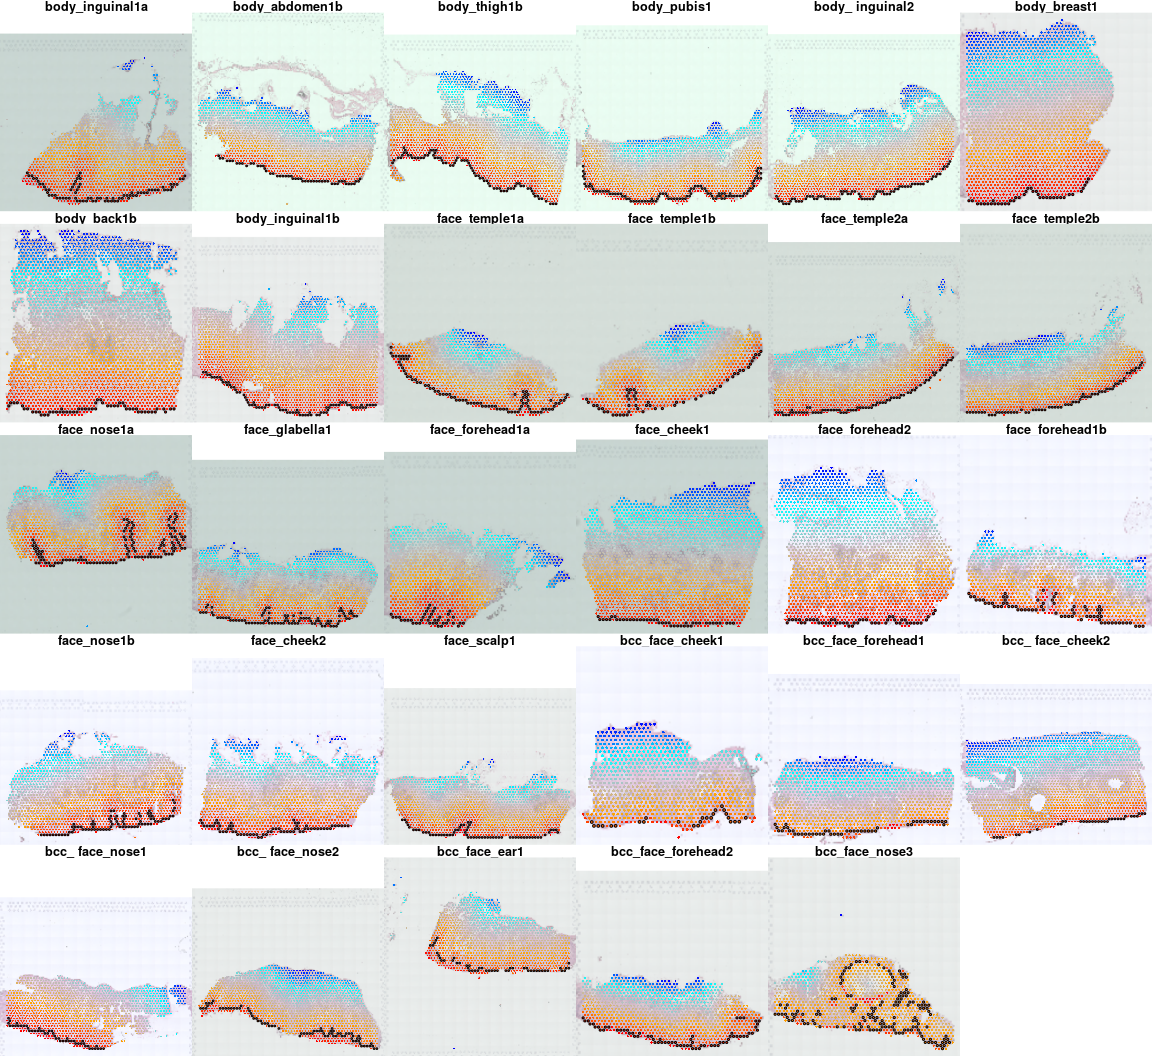 body_inguinal1a body_abdomen1b body_thigh1b body_pubis1 body_ inguinal2 body_breast1
body_back1b body_inguinal1b face_temple1a face_temple1b face_temple2a face_temple2b
face_nose1a face_glabella1 face_forehead1a face_cheek1 face_forehead2 face_forehead1b
face_nose1b face_cheek2 face_scalp1 bcc_face_cheek1 bcc_face_forehead1 bcc_ face_cheek2
bcc_ face_nose1 bcc_ face_nose2 bcc_face_ear1 bcc_face_forehead2 bcc_face_nose3